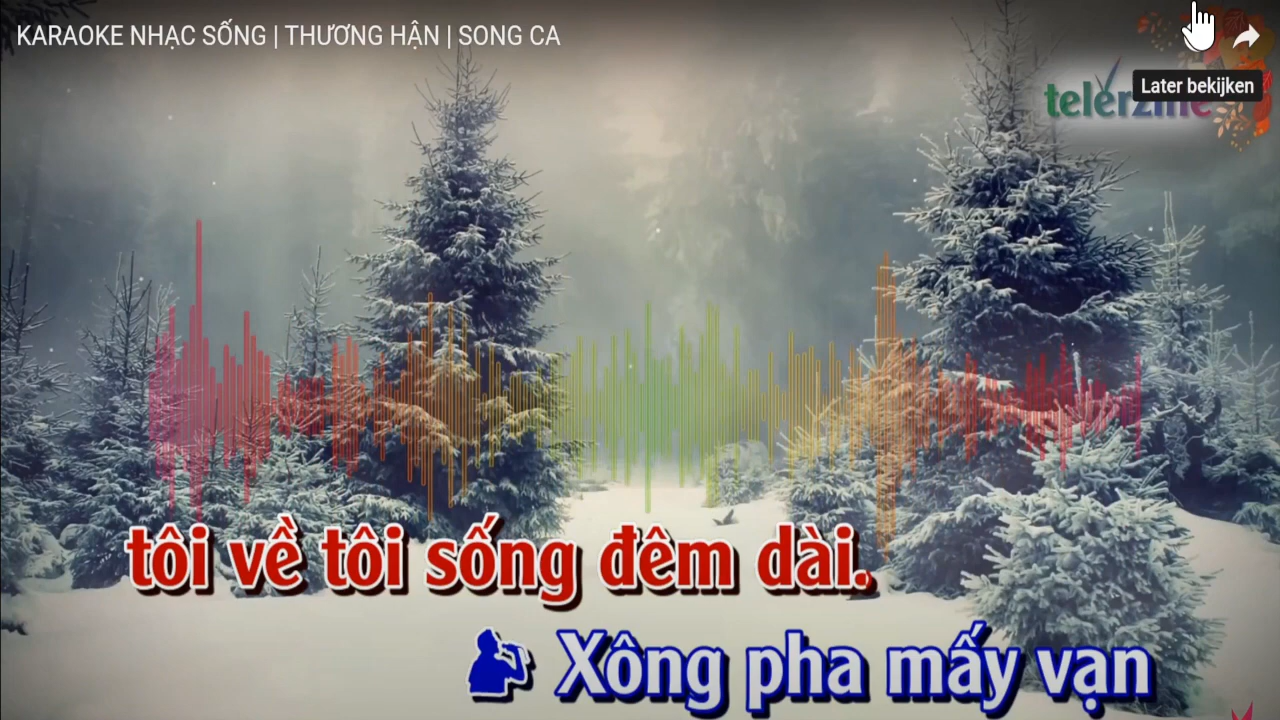 KARAOKE NHẠC SỐNG | THƯƠNG HẬN | SONG CA
Later bekijken
tôi về tôi sống đêm dài.
Xông pha mấy vạn